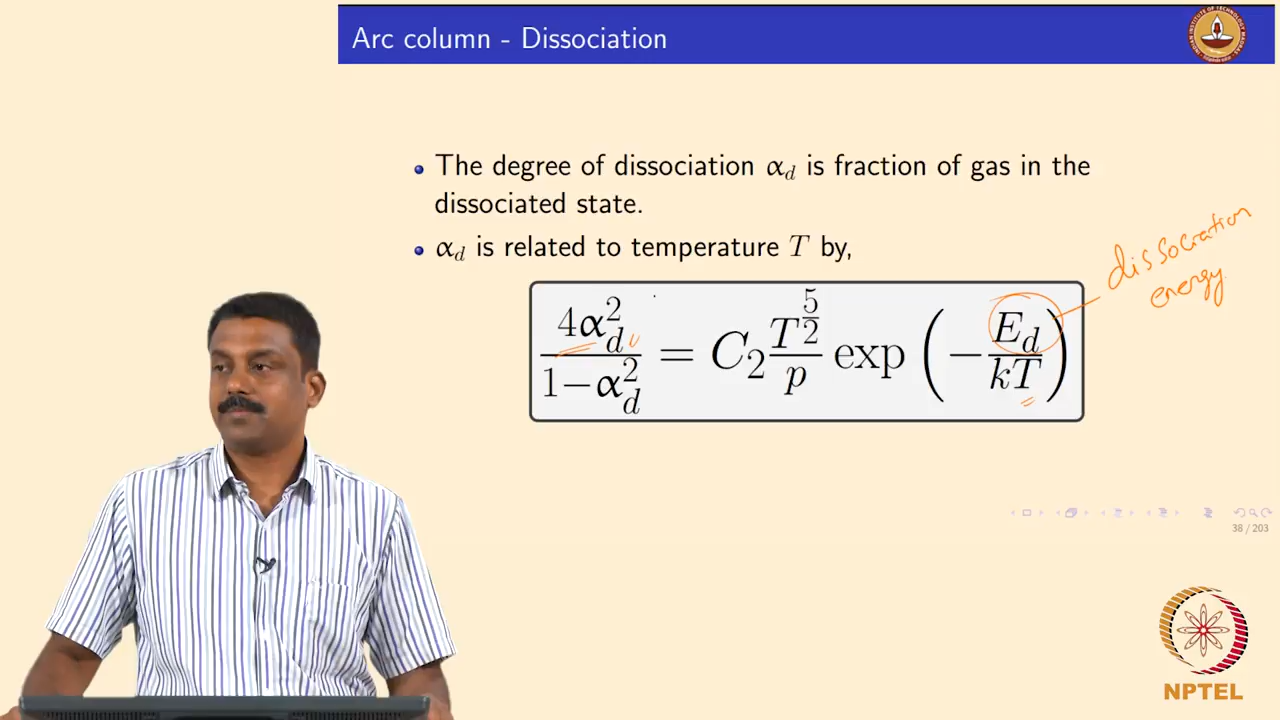 Arc column - Dissociation
The degree of dissociation α_d is fraction of gas in the
dissociated state.
α_d is related to temperature T by,
4α_d^2 / 1−α_d^2 = C_2 T^{5/2} / p exp(−E_d / kT)
dissocration
energy
38 / 203
NPTEL